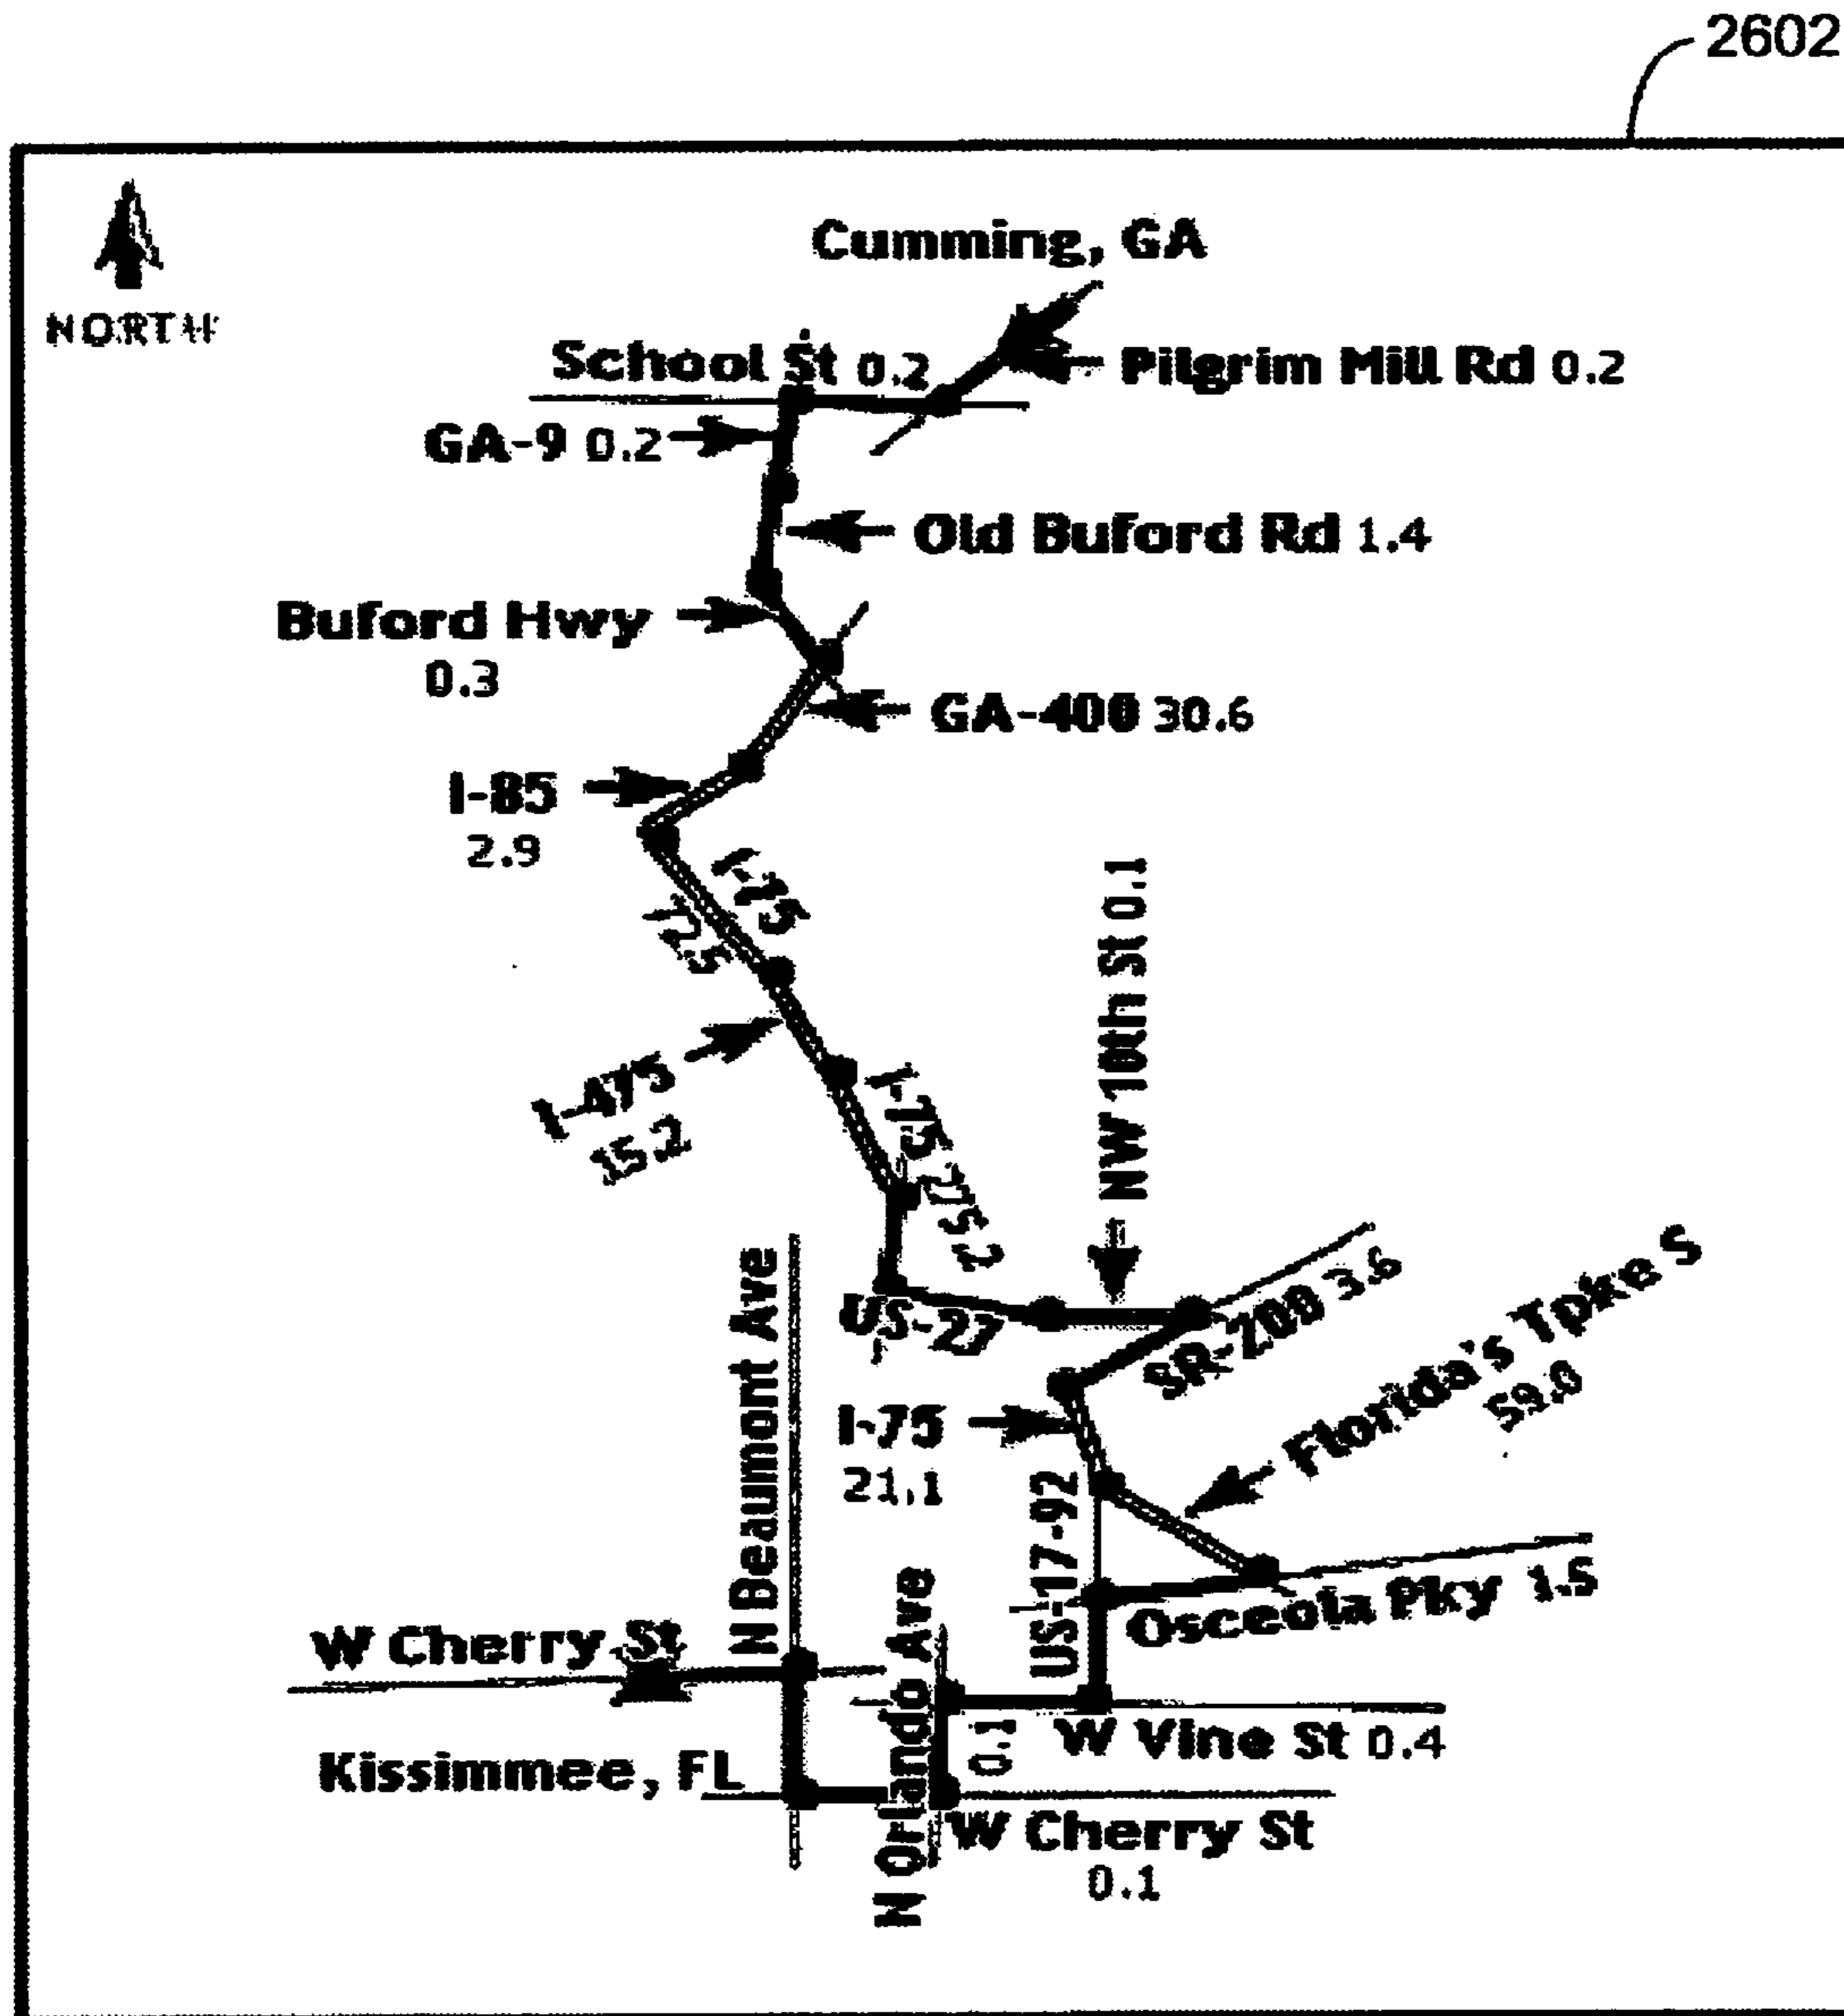 2602
NORTH
Cumming, GA
School St 0.2
Pilgrim Mill Rd 0.2
GA-9 0.2
Old Buford Rd 1.4
Buford Hwy
0.3
GA-400 30.6
I-85
2.9
I-75
I-475
15.2
I-75
NW 10th St 0.1
US-27
SR-200 3.6
Florida's Tpke S
59.9
I-75
21.1
N Beaumont Ave
US-17-92
Osceola Pky 1.5
W Cherry St
N Orlando Ave
0.1
W Vine St 0.4
Kissimmee, FL
W Cherry St
0.1